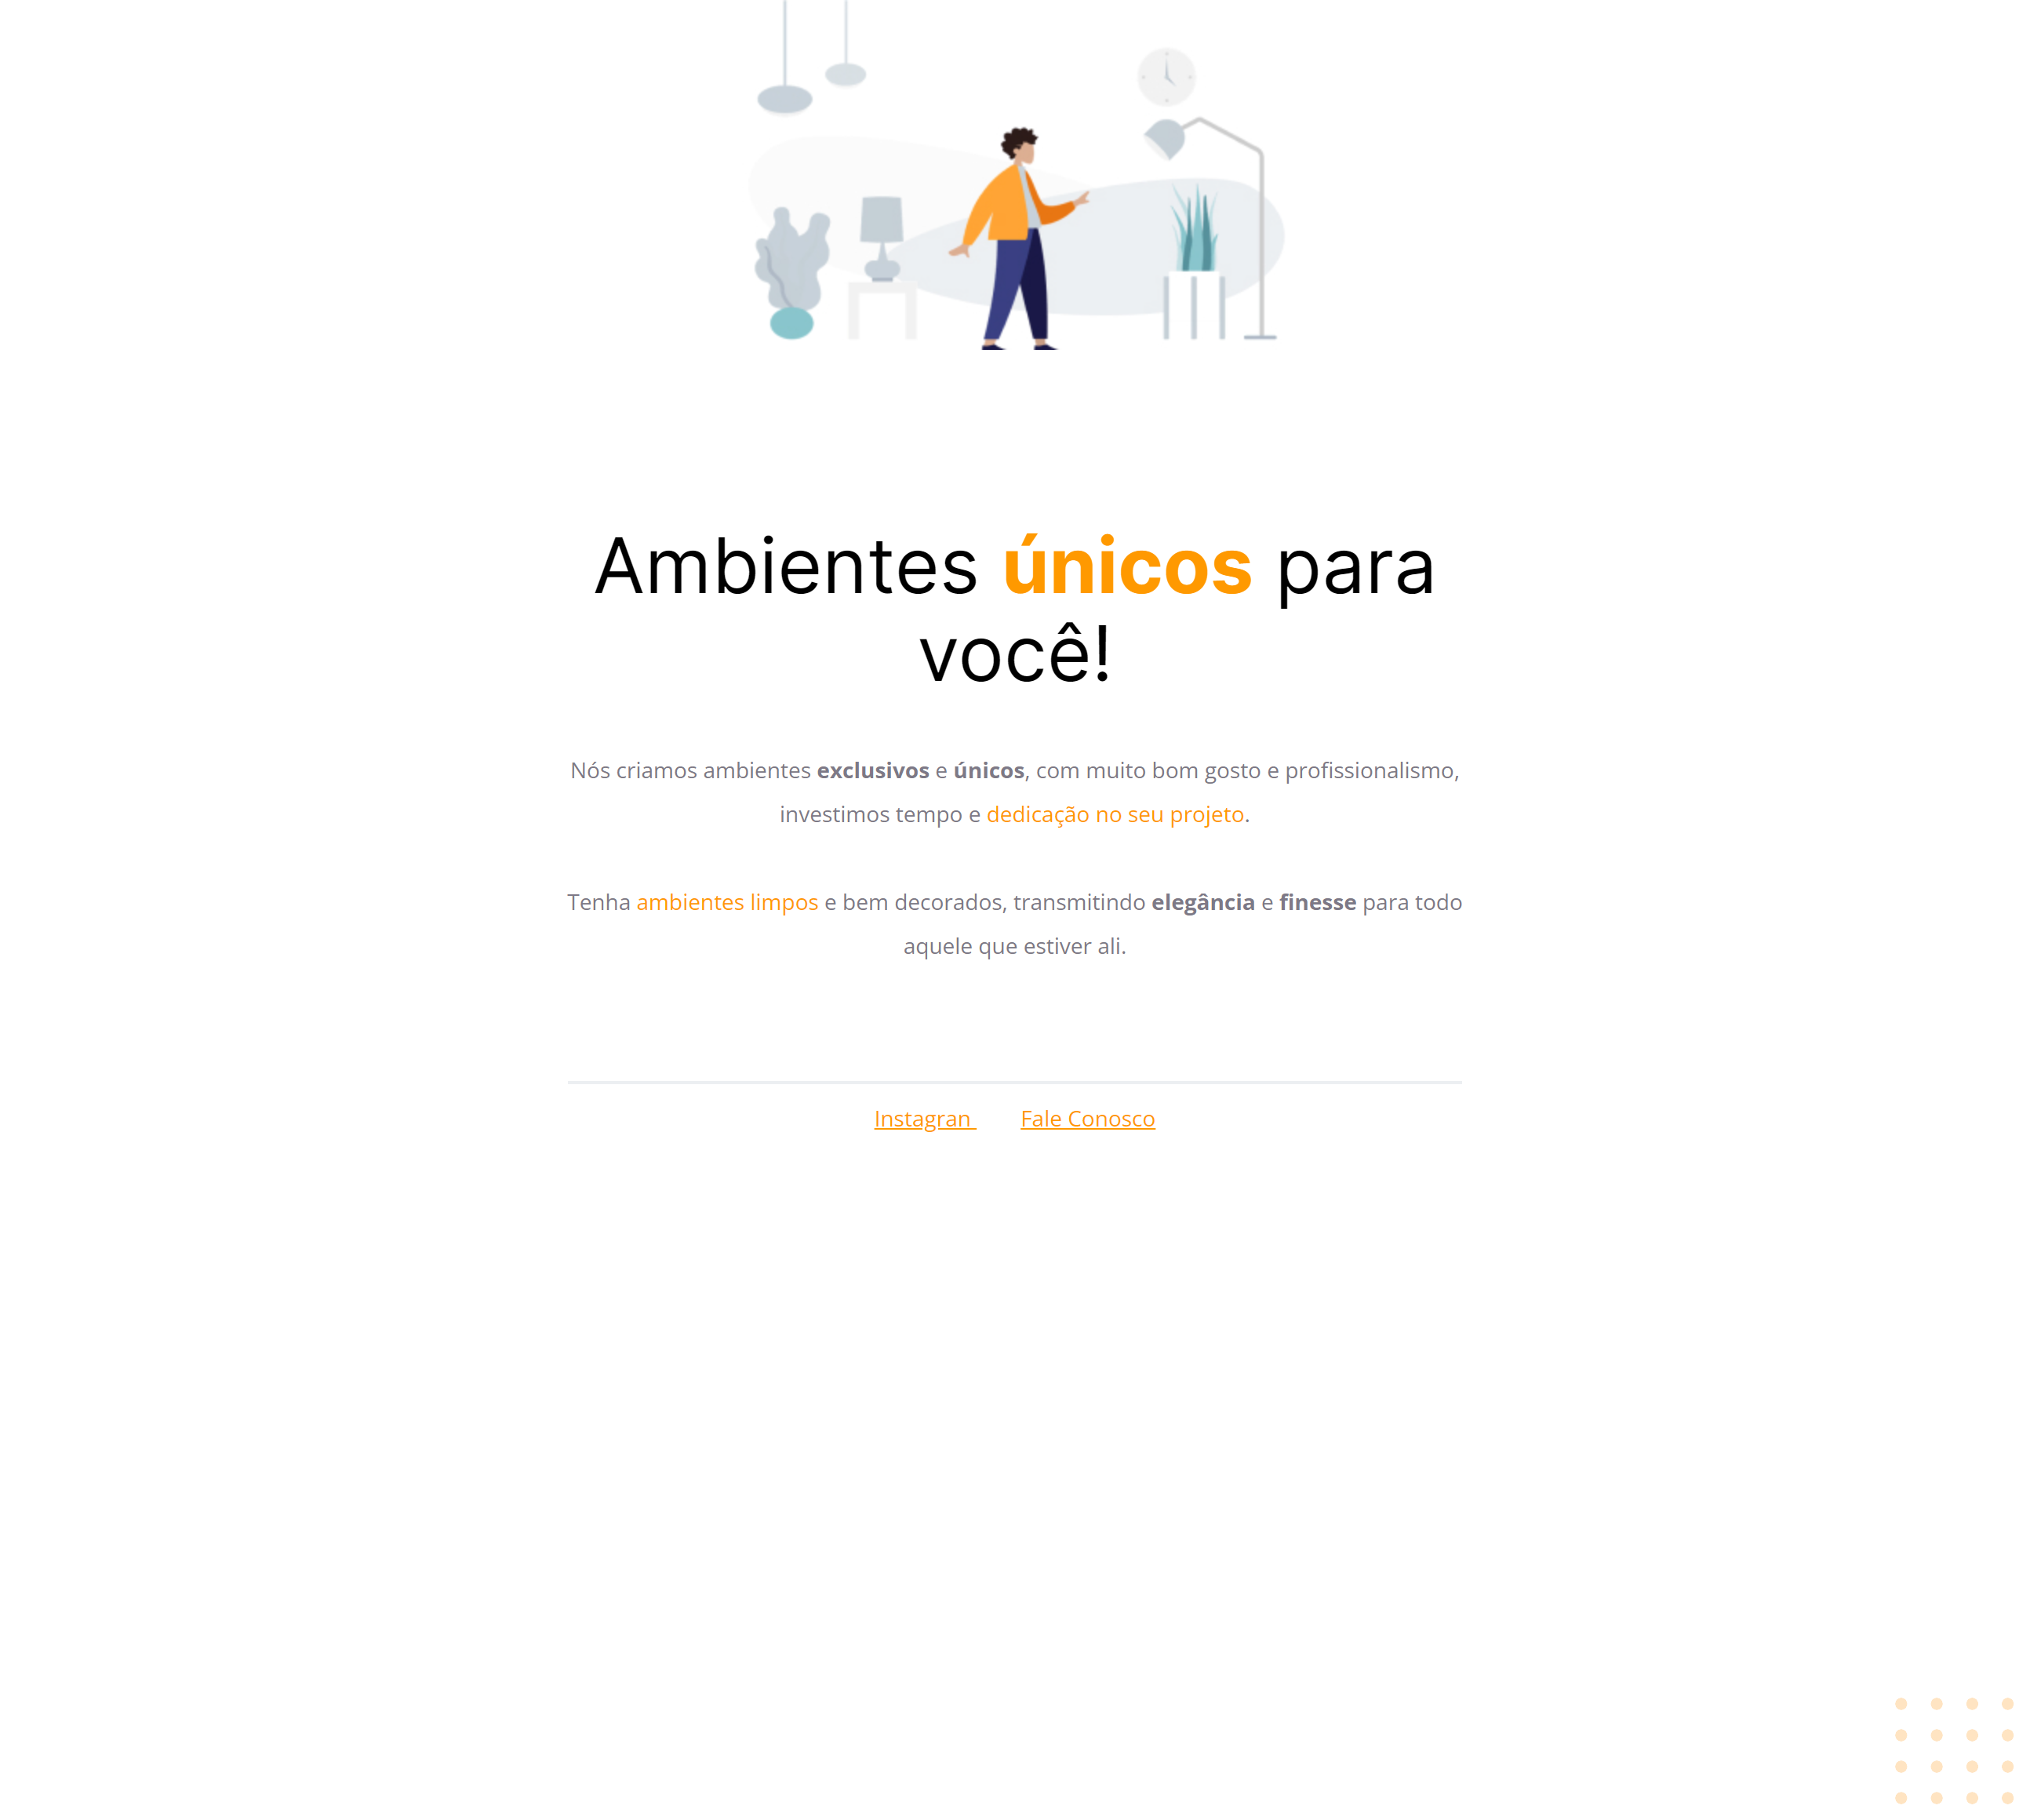 Ambientes únicos para
você!
Nós criamos ambientes exclusivos e únicos, com muito bom gosto e profissionalismo,
investimos tempo e dedicação no seu projeto.
Tenha ambientes limpos e bem decorados, transmitindo elegância e finesse para todo
aquele que estiver ali.
Instagran Fale Conosco